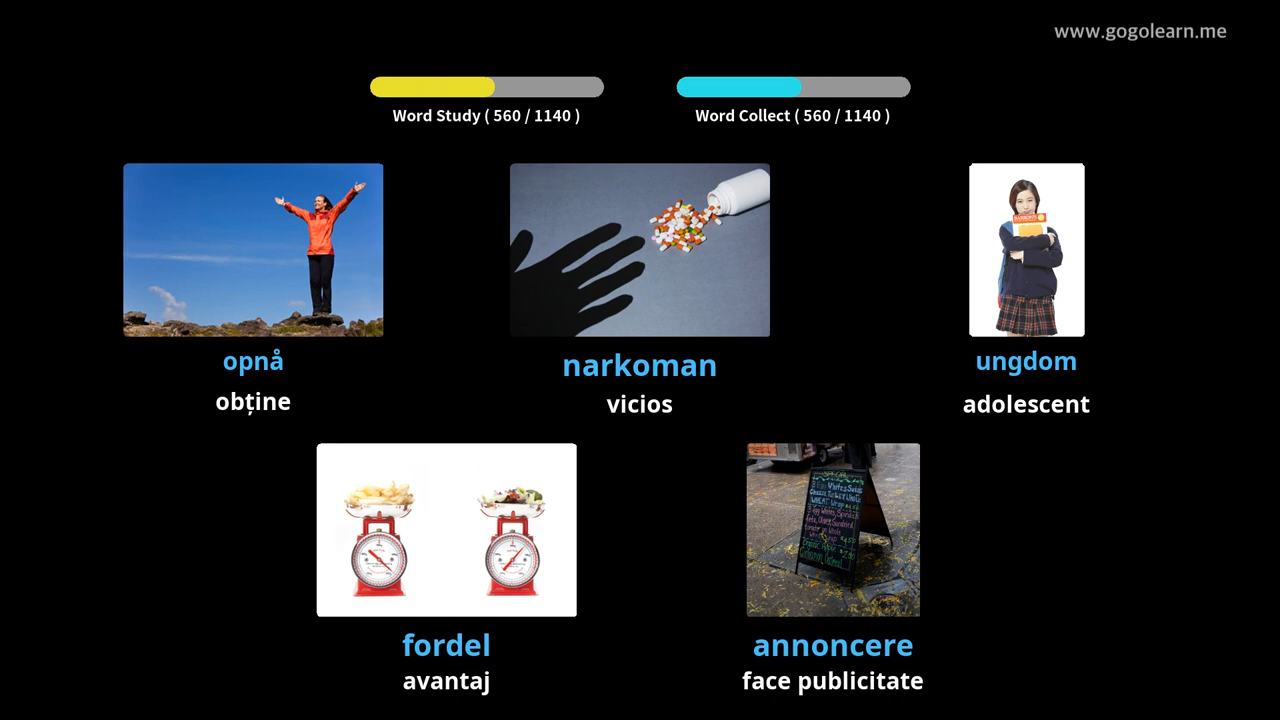 www.gogolearn.me
Word Study ( 560 / 1140 )
Word Collect ( 560 / 1140 )
opnå
narkoman
ungdom
obține
vicios
adolescent
fordel
annoncere
avantaj
face publicitate